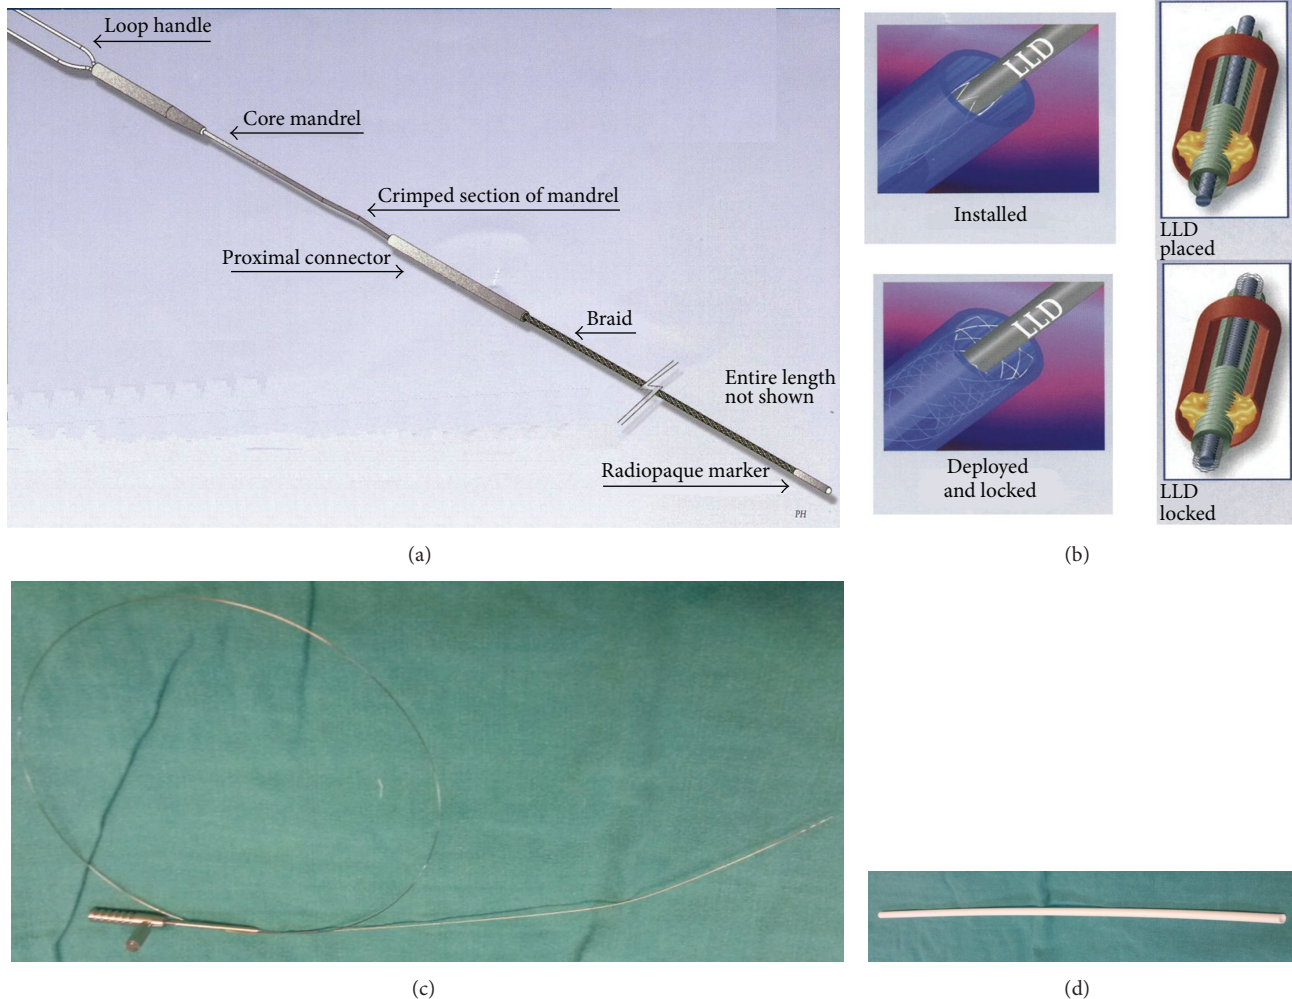 Loop handle
Core mandrel
Crimped section of mandrel
Proximal connector
Braid
Entire length
not shown
Radiopaque marker
PH
(a)
LLD
Installed
LLD
Deployed
and locked
LLD
placed
LLD
locked
(b)
(c)
(d)